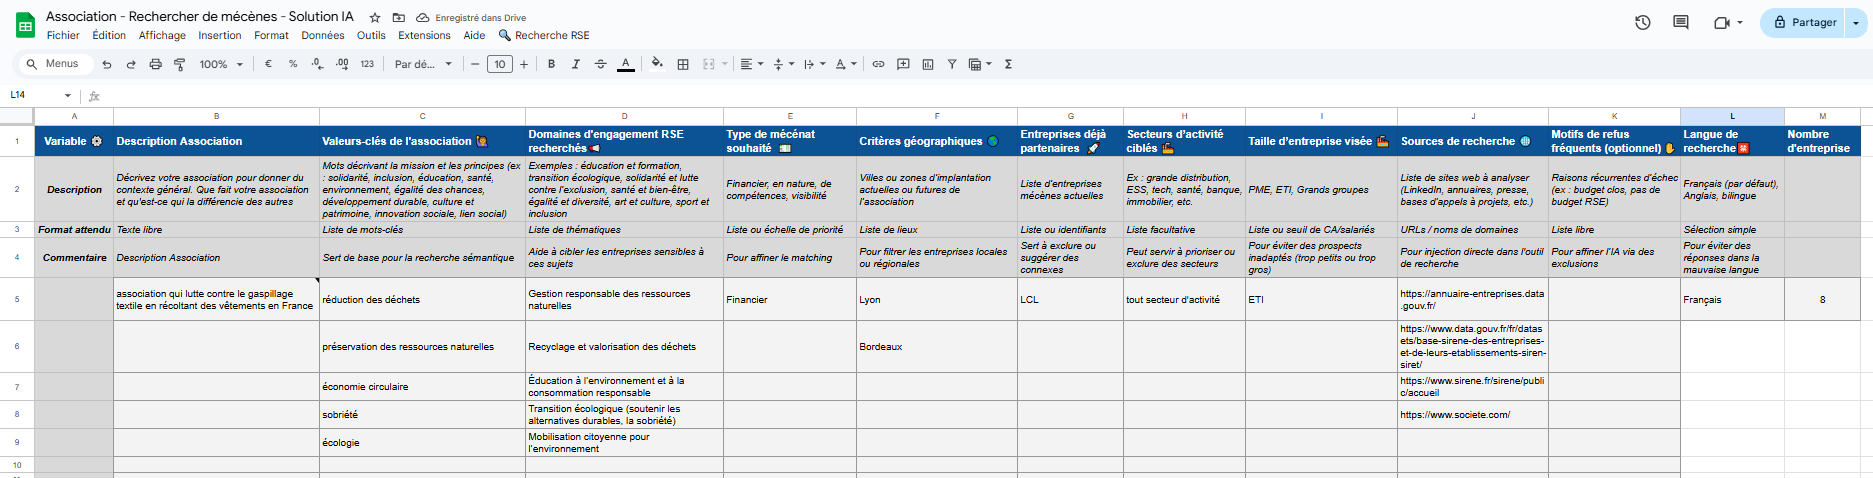 Association - Rechercher de mécènes - Solution IA
Enregistré dans Drive
Fichier Édition Affichage Insertion Format Données Outils Extensions Aide Recherche RSE
Partager
Menus
100%
€ % .0 .00 123
Par dé...
10
B I A
L14
fx
A B C D E F G H I J K L M
1
Variable
Description Association
Valeurs-clés de l'association
Domaines d'engagement RSE
recherchés
Type de mécénat
souhaité
Critères géographiques
Entreprises déjà
partenaires
Secteurs d'activité
ciblés
Taille d'entreprise visée
Sources de recherche
Motifs de refus
fréquents (optionnel)
Langue de
recherche
Nombre
d'entreprise
2
Description
Décrivez votre association pour donner du
contexte général. Que fait votre association
et qu'est-ce qui la différencie des autres
Mots décrivant la mission et les principes (ex
: solidarité, inclusion, éducation, santé,
environnement, égalité des chances,
développement durable, culture et
patrimoine, innovation sociale, lien social)
Exemples : éducation et formation,
transition écologique, solidarité et lutte
contre l'exclusion, santé et bien-être,
égalité et diversité, art et culture, sport et
inclusion
Financier, en nature, de
compétences, visibilité
Villes ou zones d'implantation
actuelles ou futures de
l'association
Liste d'entreprises
mécènes actuelles
Ex : grande distribution,
ESS, tech, santé, banque,
immobilier, etc.
PME, ETI, Grands groupes
Liste de sites web à analyser
(LinkedIn, annuaires, presse,
bases d'appels à projets, etc.)
Raisons récurrentes d'échec
(ex : budget clos, pas de
budget RSE)
Français (par défaut),
Anglais, bilingue
3
Format attendu
Texte libre
Liste de mots-clés
Liste de thématiques
Liste ou échelle de priorité
Liste de lieux
Liste ou identifiants
Liste facultative
Liste ou seuil de CA/salariés
URLs / noms de domaines
Liste libre
Sélection simple
4
Commentaire
Description Association
Sert de base pour la recherche sémantique
Aide à cibler les entreprises sensibles à
ces sujets
Pour affiner le matching
Pour filtrer les entreprises locales
ou régionales
Sert à exclure ou
suggérer des
connexes
Peut servir à prioriser ou
exclure des secteurs
Pour éviter des prospects
inadaptés (trop petits ou trop
gros)
Pour injection directe dans l'outil
de recherche
Pour affiner l'IA via des
exclusions
Pour éviter des
réponses dans la
mauvaise langue
5
association qui lutte contre le gaspillage
textile en récoltant des vêtements en France
réduction des déchets
Gestion responsable des ressources
naturelles
Financier
Lyon
LCL
tout secteur d'activité
ETI
https://annuaire-entreprises.data
.gouv.fr/
Français
8
6
préservation des ressources naturelles
Recyclage et valorisation des déchets
Bordeaux
https://www.data.gouv.fr/fr/datas
ets/base-sirene-des-entreprises-
et-de-leurs-etablissements-siren-
siret/
7
économie circulaire
Éducation à l'environnement et à la
consommation responsable
https://www.sirene.fr/sirene/publi
c/accueil
8
sobriété
Transition écologique (soutenir les
alternatives durables, la sobriété)
https://www.societe.com/
9
écologie
Mobilisation citoyenne pour
l'environnement
10